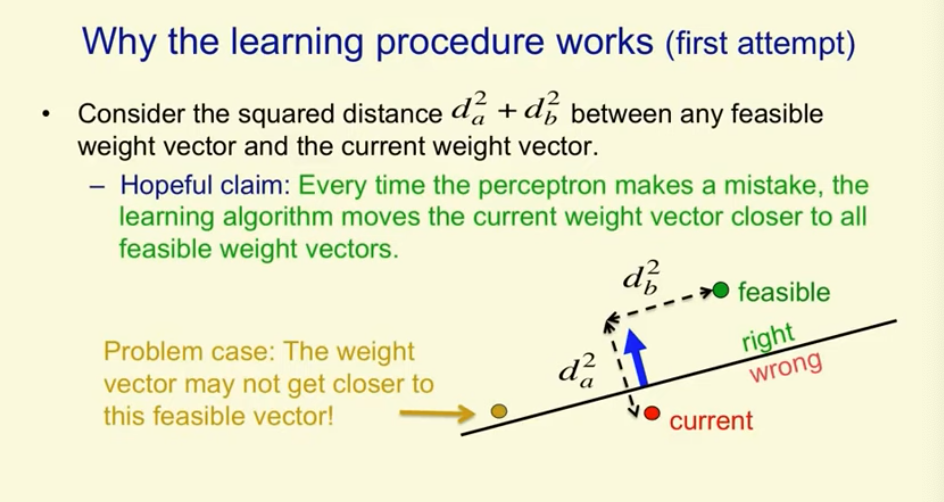 Why the learning procedure works (first attempt)
• Consider the squared distance d_a^2 + d_b^2 between any feasible
weight vector and the current weight vector.
– Hopeful claim: Every time the perceptron makes a mistake, the
learning algorithm moves the current weight vector closer to all
feasible weight vectors.
d_b^2
feasible
right
wrong
d_a^2
current
Problem case: The weight
vector may not get closer to
this feasible vector!